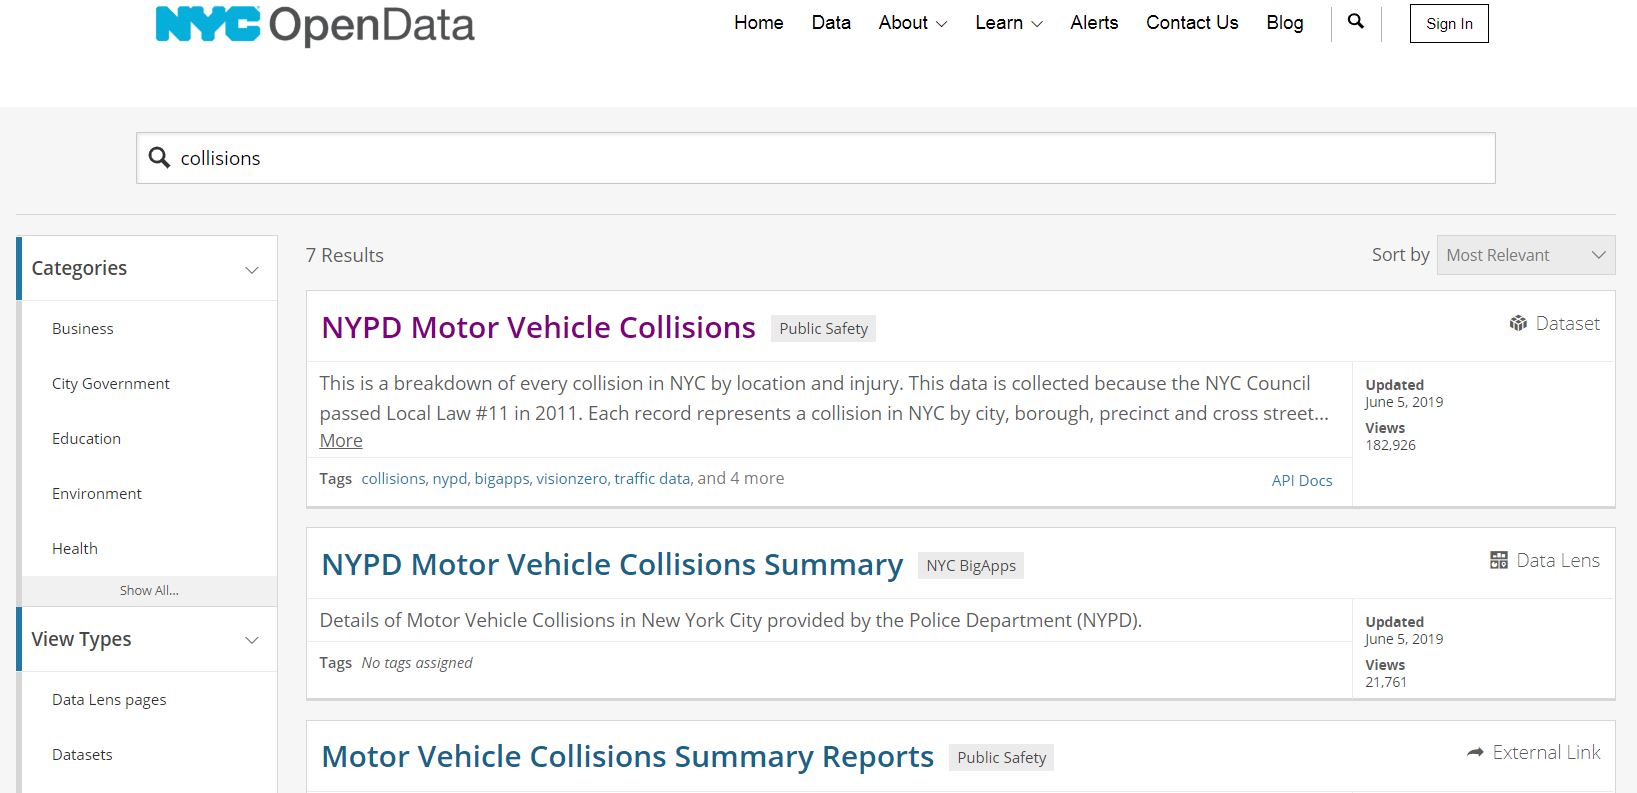 NYC OpenData
Home Data About Learn Alerts Contact Us Blog Sign In
collisions
Categories
Business
City Government
Education
Environment
Health
Show All...
View Types
Data Lens pages
Datasets
7 Results
Sort by Most Relevant
NYPD Motor Vehicle Collisions Public Safety
Dataset
This is a breakdown of every collision in NYC by location and injury. This data is collected because the NYC Council
passed Local Law #11 in 2011. Each record represents a collision in NYC by city, borough, precinct and cross street...
More
Tags collisions, nypd, bigapps, visionzero, traffic data, and 4 more
API Docs
Updated
June 5, 2019
Views
182,926
NYPD Motor Vehicle Collisions Summary NYC BigApps
Data Lens
Details of Motor Vehicle Collisions in New York City provided by the Police Department (NYPD).
Tags No tags assigned
Updated
June 5, 2019
Views
21,761
Motor Vehicle Collisions Summary Reports Public Safety
External Link